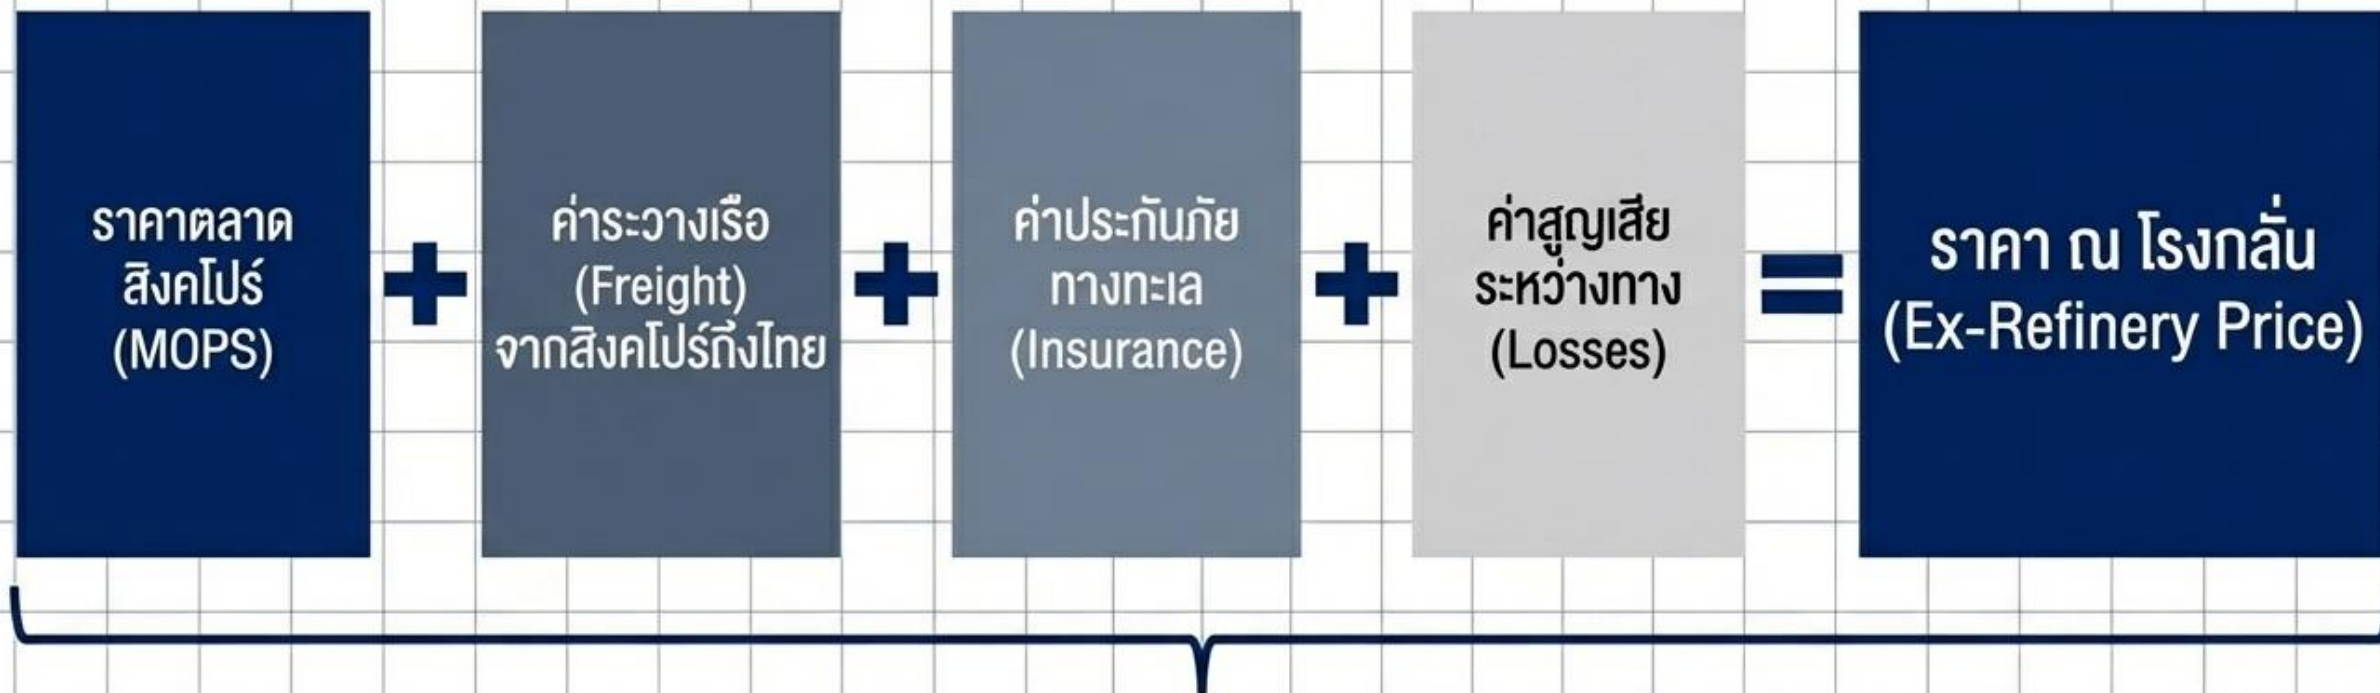 ราคาตลาด
สิงคโปร์
(MOPS)
+
ค่าระวางเรือ
(Freight)
จากสิงคโปร์ถึงไทย
+
ค่าประกันภัย
ทางทะเล
(Insurance)
+
ค่าสูญเสีย
ระหว่างทาง
(Losses)
=
ราคา ณ โรงกลั่น
(Ex-Refinery Price)